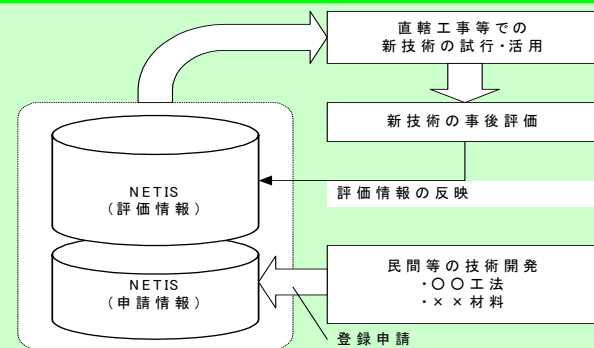 直轄工事等での
新技術の試行・活用
新技術の事後評価
評価情報の反映
NETIS
（評価情報）
NETIS
（申請情報）
民間等の技術開発
・〇〇工法
・××材料
登録申請